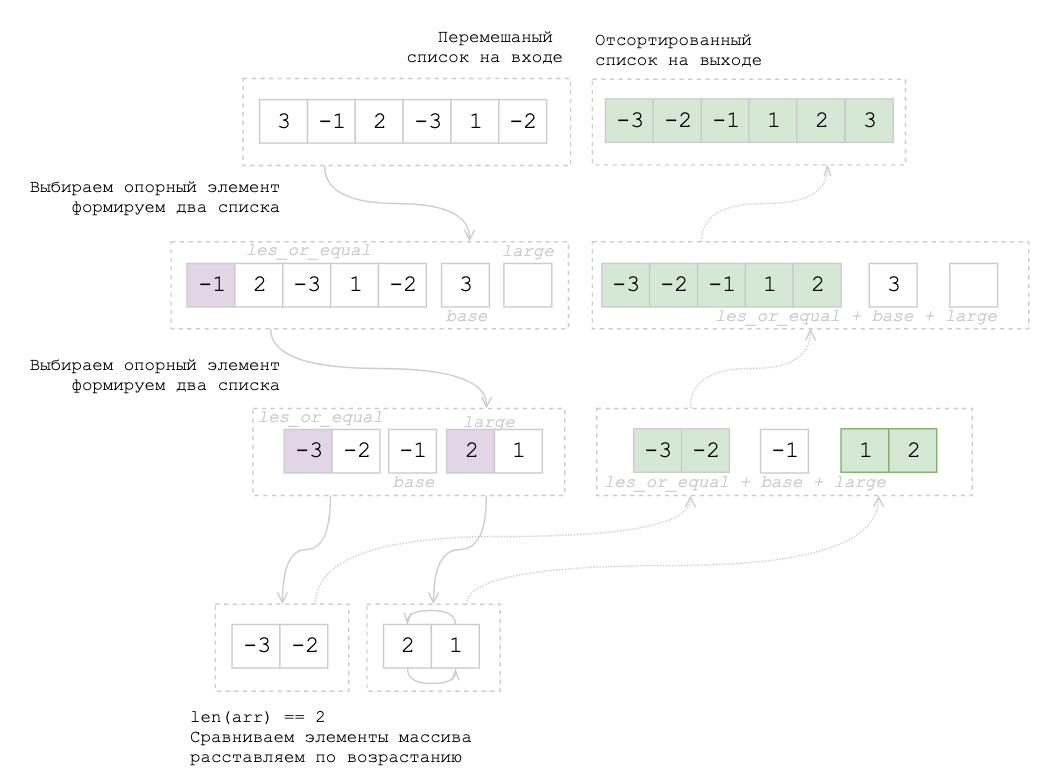 Перемешаный
список на входе
Отсортированный
список на выходе
3 -1 2 -3 1 -2
-3 -2 -1 1 2 3
Выбираем опорный элемент
формируем два списка
les_or_equal large
-1 2 -3 1 -2 3
base
-3 -2 -1 1 2 3
les_or_equal + base + large
Выбираем опорный элемент
формируем два списка
les_or_equal large
-3 -2 -1 2 1
base
-3 -2 -1 1 2
les_or_equal + base + large
-3 -2
2 1
len(arr) == 2
Сравниваем элементы массива
расставляем по возрастанию